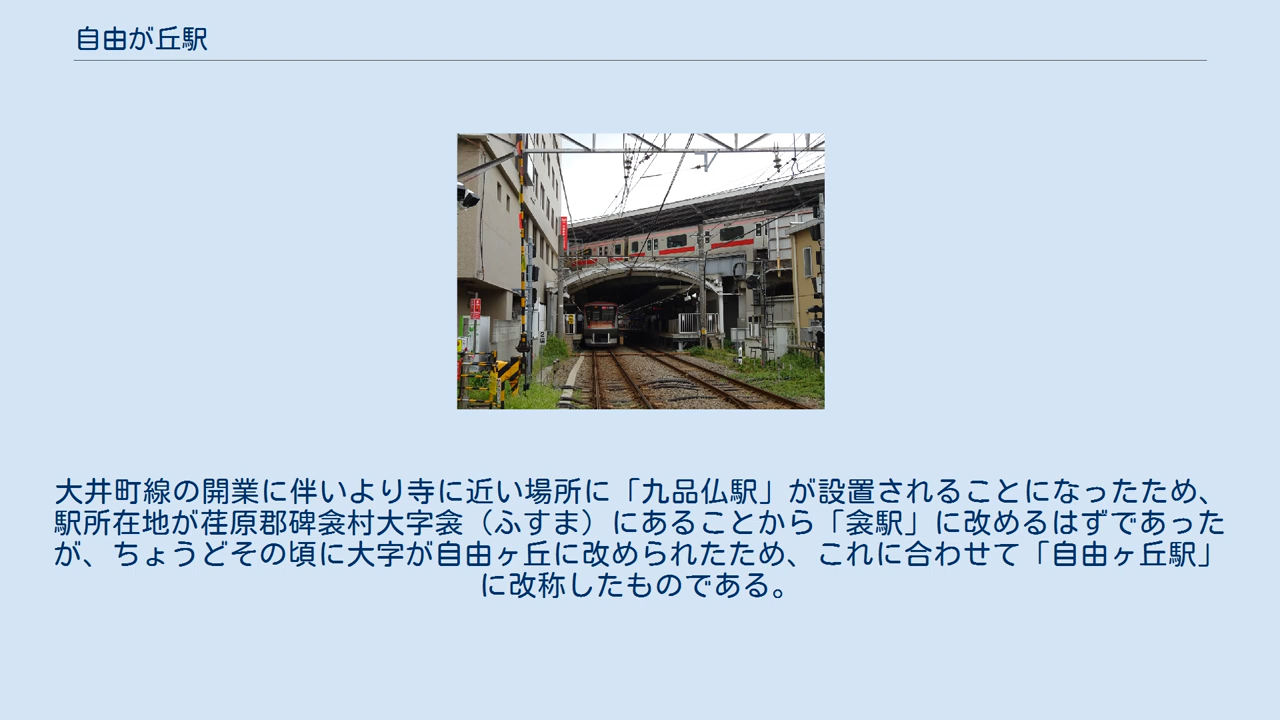 自由が丘駅
大井町線の開業に伴いより寺に近い場所に「九品仏駅」が設置されることになったため、
駅所在地が荏原郡碑衾村大字衾（ふすま）にあることから「衾駅」に改めるはずであった
が、ちょうどその頃に大字が自由ヶ丘に改められたため、これに合わせて「自由ヶ丘駅」
に改称したものである。